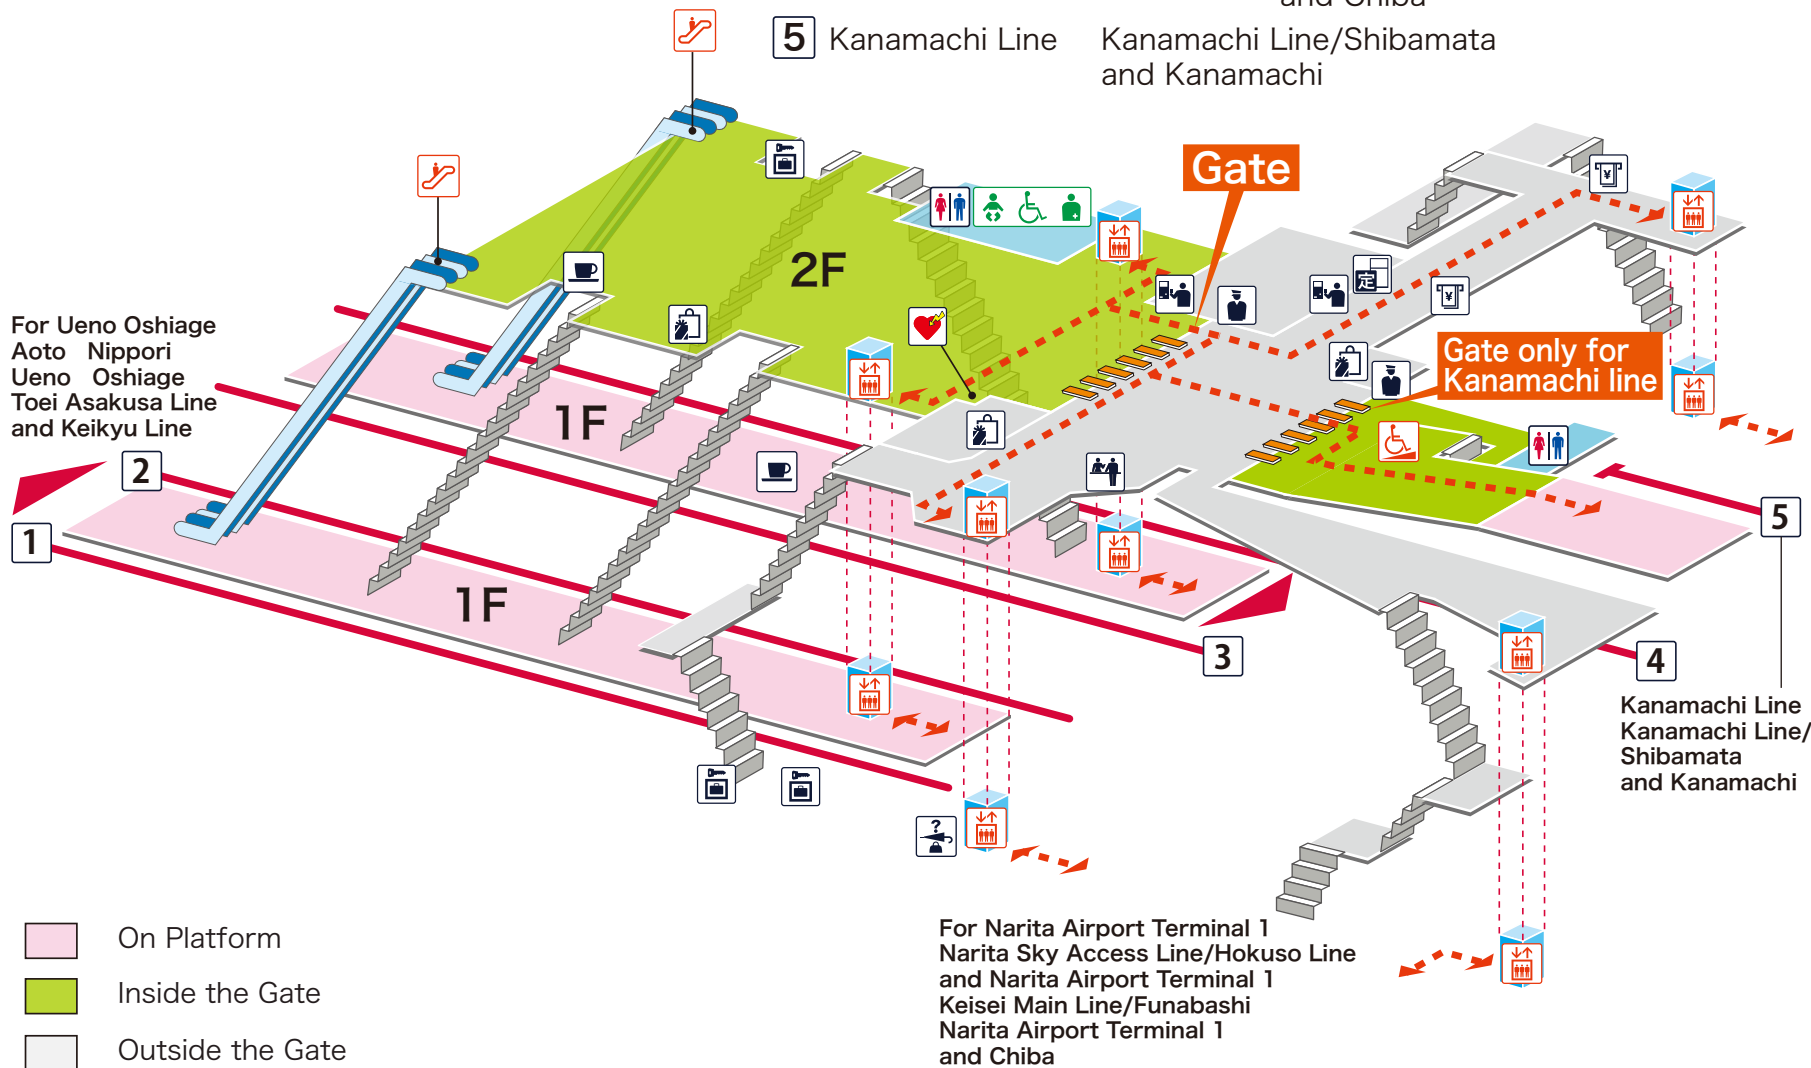 and Chiba
5 Kanamachi Line Kanamachi Line/Shibamata
and Kanamachi
Gate
¥
定
¥
2F
For Ueno Oshiage
Aoto Nippori
Ueno Oshiage
Toei Asakusa Line
and Keikyu Line
Gate only for
Kanamachi line
1F
2
1
5
1F
3
4
Kanamachi Line
Kanamachi Line/
Shibamata
and Kanamachi
?
For Narita Airport Terminal 1
Narita Sky Access Line/Hokuso Line
and Narita Airport Terminal 1
Keisei Main Line/Funabashi
Narita Airport Terminal 1
and Chiba
On Platform
Inside the Gate
Outside the Gate